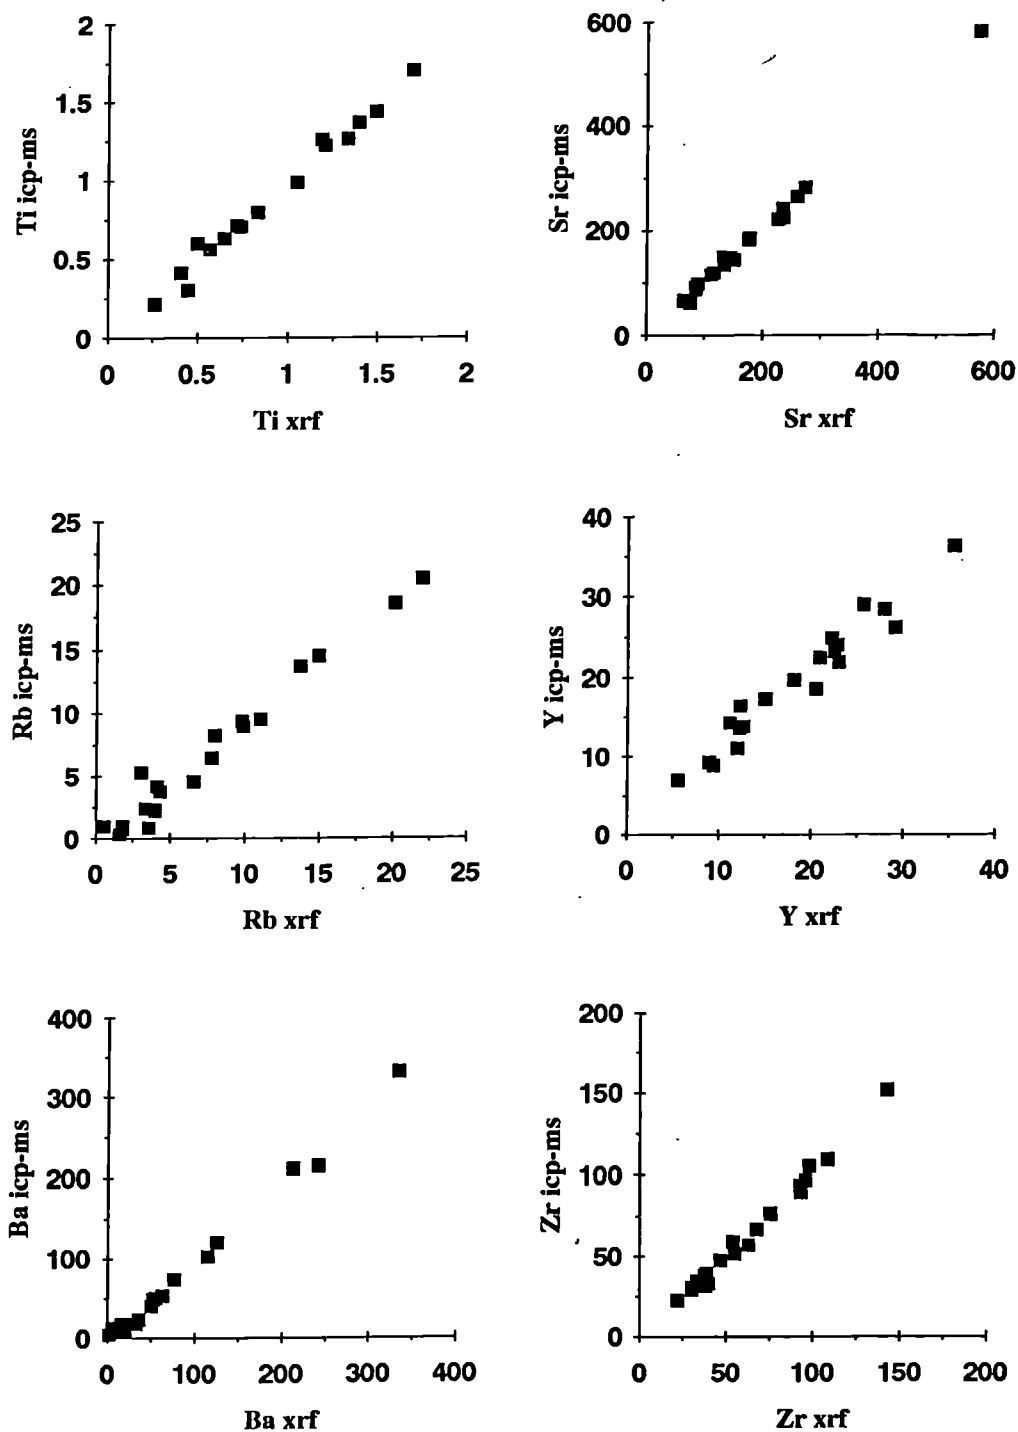 2
1.5
1
0.5
0
Ti icp-ms
0 0.5 1 1.5 2
Ti xrf
600
400
200
0
Sr icp-ms
0 200 400 600
Sr xrf
25
20
15
10
5
0
Rb icp-ms
0 5 10 15 20 25
Rb xrf
40
30
20
10
0
Y icp-ms
0 10 20 30 40
Y xrf
400
300
200
100
0
Ba icp-ms
0 100 200 300 400
Ba xrf
200
150
100
50
0
Zr icp-ms
0 50 100 150 200
Zr xrf